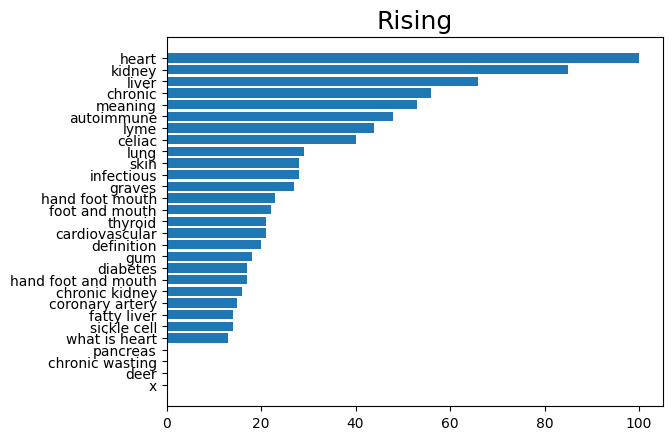 Rising
heart
kidney
liver
chronic
meaning
autoimmune
lyme
celiac
lung
skin
infectious
graves
hand foot mouth
foot and mouth
thyroid
cardiovascular
definition
gum
diabetes
hand foot and mouth
chronic kidney
coronary artery
fatty liver
sickle cell
what is heart
pancreas
chronic wasting
deer
x
0 20 40 60 80 100